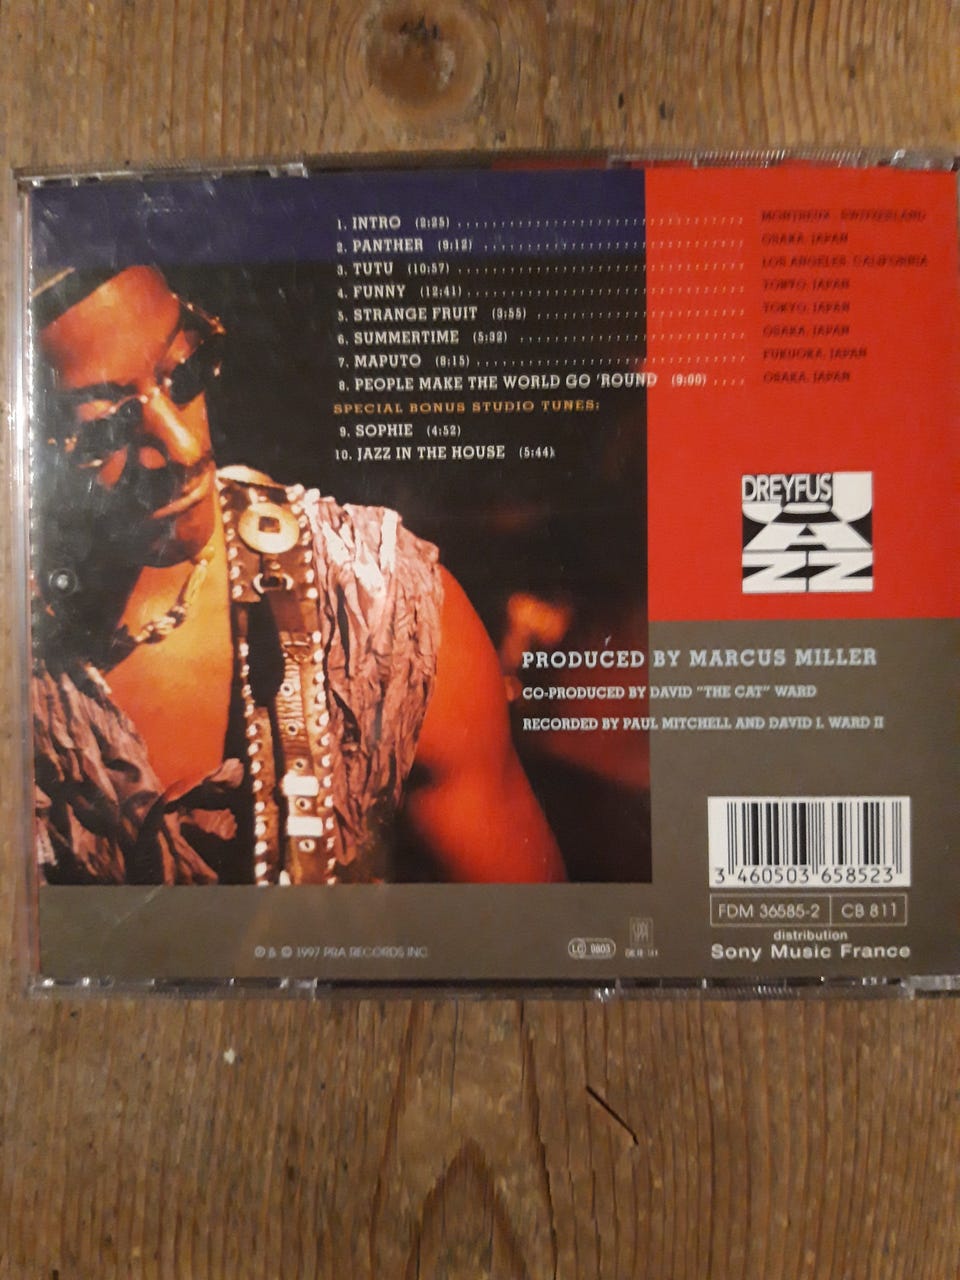 1. INTRO (2:25) MONTREUX, SWITZERLAND
2. PANTHER (9:12) OSAKA, JAPAN
3. TUTU (10:57) LOS ANGELES, CALIFORNIA
4. FUNNY (12:41) TOKYO, JAPAN
5. STRANGE FRUIT (3:55) TOKYO, JAPAN
6. SUMMERTIME (5:32) OSAKA, JAPAN
7. MAPUTO (8:15) FUKUOKA, JAPAN
8. PEOPLE MAKE THE WORLD GO 'ROUND (9:00) OSAKA, JAPAN
SPECIAL BONUS STUDIO TUNES:
9. SOPHIE (4:52)
10. JAZZ IN THE HOUSE (5:44)
DREYFUS
JAZZ
PRODUCED BY MARCUS MILLER
CO-PRODUCED BY DAVID "THE CAT" WARD
RECORDED BY PAUL MITCHELL AND DAVID I. WARD II
3 460503 658523
FDM 36585-2 CB 811
distribution
Sony Music France
℗ & © 1997 PRA RECORDS INC.
LC 9803